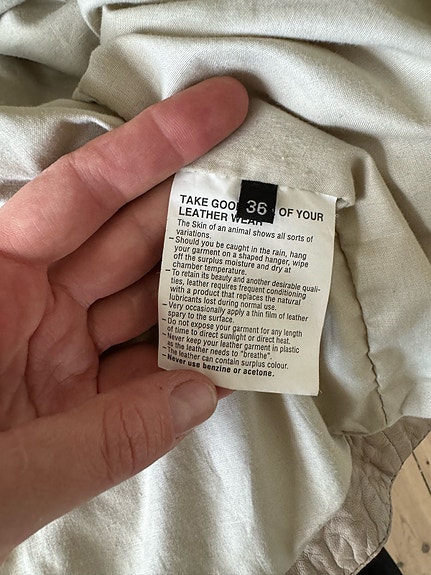 36
TAKE GOO OF YOUR
LEATHER WEAR
The Skin of an animal shows all sorts of
variations.
- Should you be caught in the rain, hang
your garment on a shaped hanger, wipe
off the surplus moisture and dry at
chamber temperature.
- To retain its beauty and another desirable quali-
ties, leather requires frequent conditioning
with a product that replaces the natural
lubricants lost during normal use.
- Very occasionally apply a thin film of leather
spary to the surface.
- Do not expose your garment for any length
of time to direct sunlight or direct heat.
- Never keep your leather garment in plastic
as the leather needs to "breathe".
- The leather can contain surplus colour.
- Never use benzine or acetone.